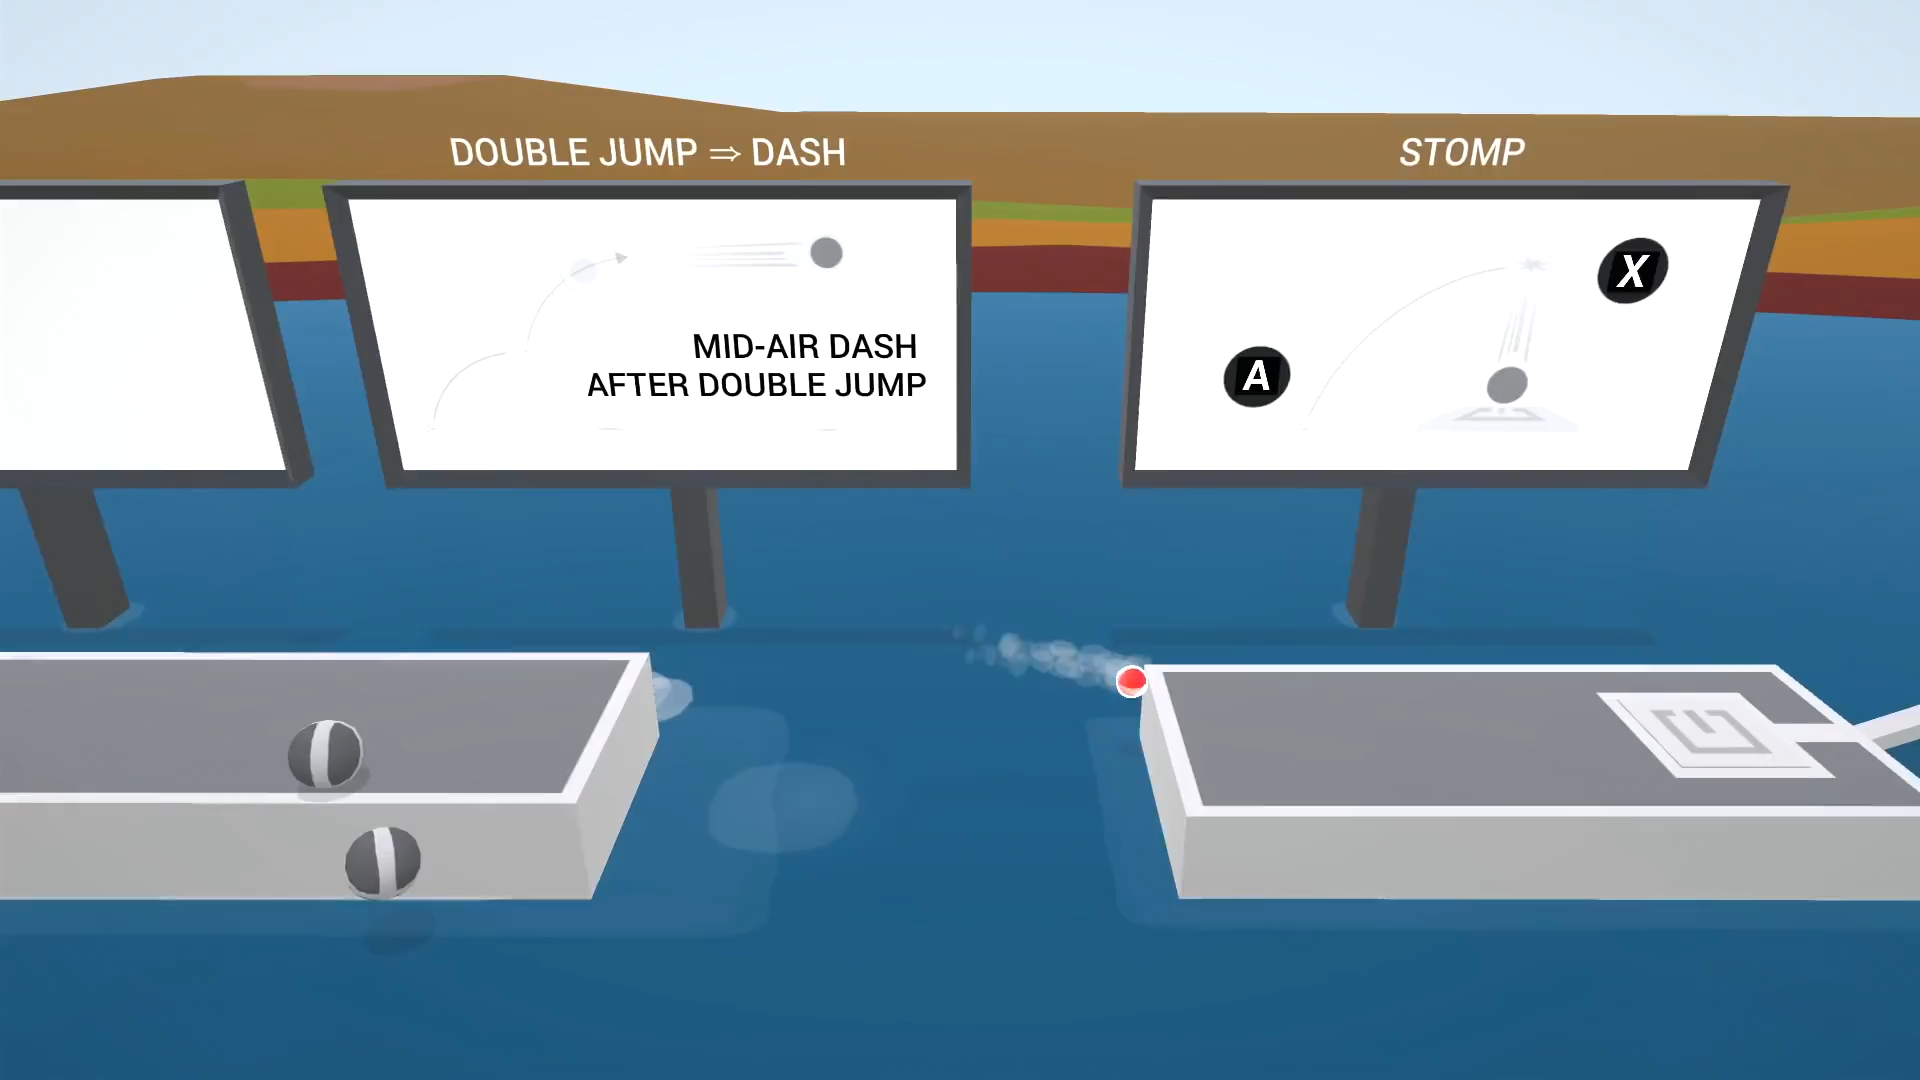 DOUBLE JUMP ⇒ DASH
MID-AIR DASH
AFTER DOUBLE JUMP
STOMP
X
A